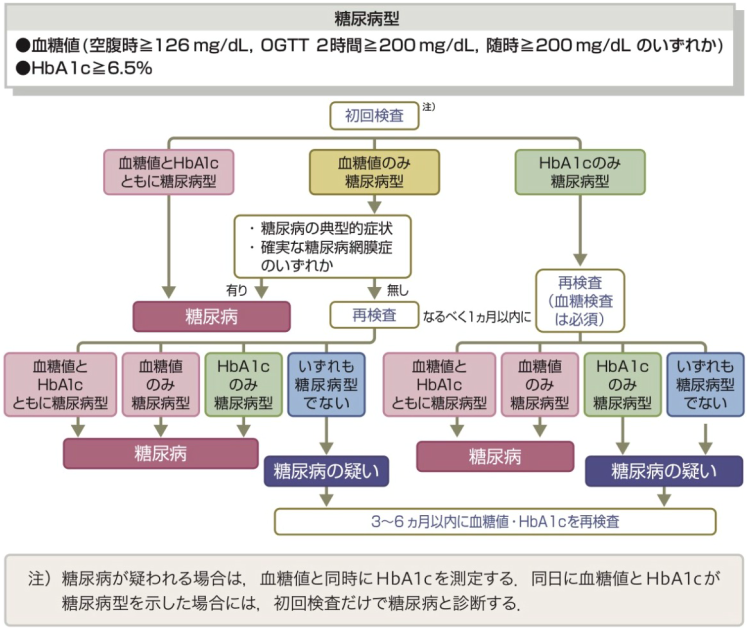 糖尿病型
●血糖値(空腹時≧126 mg/dL, OGTT 2時間≧200 mg/dL, 随時≧200 mg/dL のいずれか)
●HbA1c≧6.5%
初回検査 注)
血糖値とHbA1c
ともに糖尿病型
血糖値のみ
糖尿病型
HbA1cのみ
糖尿病型
・糖尿病の典型的症状
・確実な糖尿病網膜症
のいずれか
有り
無し
糖尿病
再検査
なるべく1ヵ月以内に
再検査
(血糖検査
は必須)
血糖値と
HbA1c
ともに糖尿病型
血糖値
のみ
糖尿病型
HbA1c
のみ
糖尿病型
いずれも
糖尿病型
でない
血糖値と
HbA1c
ともに糖尿病型
血糖値
のみ
糖尿病型
HbA1c
のみ
糖尿病型
いずれも
糖尿病型
でない
糖尿病
糖尿病の疑い
糖尿病
糖尿病の疑い
3〜6ヵ月以内に血糖値・HbA1cを再検査
注) 糖尿病が疑われる場合は, 血糖値と同時にHbA1cを測定する. 同日に血糖値とHbA1cが
糖尿病型を示した場合には, 初回検査だけで糖尿病と診断する.